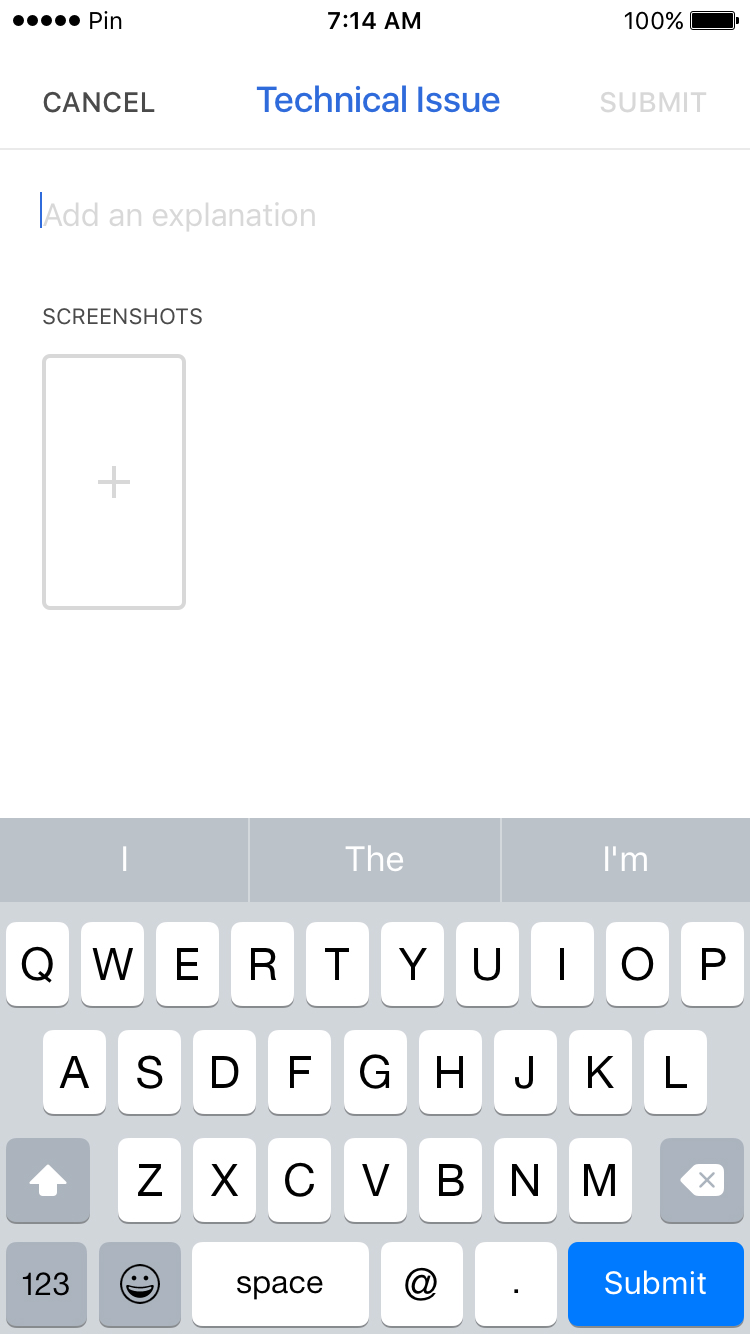 Pin 7:14 AM 100%
CANCEL Technical Issue SUBMIT
Add an explanation
SCREENSHOTS
I The I'm
Q W E R T Y U I O P
A S D F G H J K L
Z X C V B N M
123 space @ . Submit